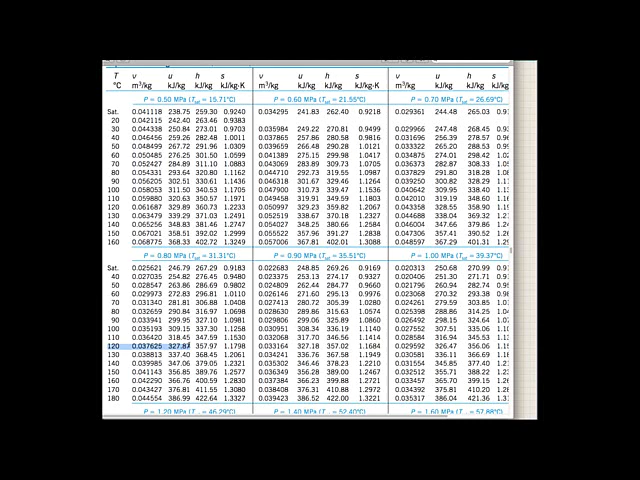 T v u h s v u h s v u h s
°C m³/kg kJ/kg kJ/kg kJ/kg·K m³/kg kJ/kg kJ/kg kJ/kg·K m³/kg kJ/kg kJ/kg kJ/k
P = 0.50 MPa (Tsat = 15.71°C) P = 0.60 MPa (Tsat = 21.55°C) P = 0.70 MPa (Tsat = 26.69°C)
Sat. 0.041118 238.75 259.30 0.9240 0.034295 241.83 262.40 0.9218 0.029361 244.48 265.03
20 0.042115 242.40 263.46 0.9383
30 0.044338 250.84 273.01 0.9703 0.035984 249.22 270.81 0.9499 0.029966 247.48 268.45
40 0.046456 259.26 282.48 1.0011 0.037865 257.86 280.58 0.9816 0.031696 256.39 278.57
50 0.048499 267.72 291.96 1.0309 0.039659 266.48 290.28 1.0121 0.033322 265.20 288.53
60 0.050485 276.25 301.50 1.0599 0.041389 275.15 299.98 1.0417 0.034875 274.01 298.42
70 0.052427 284.89 311.10 1.0883 0.043069 283.89 309.73 1.0705 0.036373 282.87 308.33
80 0.054331 293.64 320.80 1.1162 0.044710 292.73 319.55 1.0987 0.037829 291.80 318.28
90 0.056205 302.51 330.61 1.1436 0.046318 301.67 329.46 1.1264 0.039250 300.82 328.29
100 0.058053 311.50 340.53 1.1705 0.047900 310.73 339.47 1.1536 0.040642 309.95 338.40
110 0.059880 320.63 350.57 1.1971 0.049458 319.91 349.59 1.1803 0.042010 319.19 348.60
120 0.061687 329.89 360.73 1.2233 0.050997 329.23 359.82 1.2067 0.043358 328.55 358.90
130 0.063479 339.29 371.03 1.2491 0.052519 338.67 370.18 1.2327 0.044688 338.04 369.32
140 0.065256 348.83 381.46 1.2747 0.054027 348.25 380.66 1.2584 0.046004 347.66 379.86
150 0.067021 358.51 392.02 1.2999 0.055522 357.96 391.27 1.2838 0.047306 357.41 390.52
160 0.068775 368.33 402.72 1.3249 0.057006 367.81 402.01 1.3088 0.048597 367.29 401.31
P = 0.80 MPa (Tsat = 31.31°C) P = 0.90 MPa (Tsat = 35.51°C) P = 1.00 MPa (Tsat = 39.37°C)
Sat. 0.025621 246.79 267.29 0.9183 0.022683 248.85 269.26 0.9169 0.020313 250.68 270.99
40 0.027035 254.82 276.45 0.9480 0.023375 253.13 274.17 0.9327 0.020406 251.30 271.71
50 0.028547 263.86 286.69 0.9802 0.024809 262.44 284.77 0.9660 0.021796 260.94 282.74
60 0.029973 272.83 296.81 1.0110 0.026146 271.60 295.13 0.9976 0.023068 270.32 293.38
70 0.031340 281.81 306.88 1.0408 0.027413 280.72 305.39 1.0280 0.024261 279.59 303.85
80 0.032659 290.84 316.97 1.0698 0.028630 289.86 315.63 1.0574 0.025398 288.86 314.25
90 0.033941 299.95 327.10 1.0981 0.029806 299.06 325.89 1.0860 0.026492 298.15 324.64
100 0.035193 309.15 337.30 1.1258 0.030951 308.34 336.19 1.1140 0.027552 307.51 335.06
110 0.036420 318.45 347.59 1.1530 0.032068 317.70 346.56 1.1414 0.028584 316.94 345.53
120 0.037625 327.87 357.97 1.1798 0.033164 327.18 357.02 1.1684 0.029592 326.47 356.06
130 0.038813 337.40 368.45 1.2061 0.034241 336.76 367.58 1.1949 0.030581 336.11 366.69
140 0.039985 347.06 379.05 1.2321 0.035302 346.46 378.23 1.2210 0.031554 345.85 377.40
150 0.041143 356.85 389.76 1.2577 0.036349 356.28 389.00 1.2467 0.032512 355.71 388.22
160 0.042290 366.76 400.59 1.2830 0.037384 366.23 399.88 1.2721 0.033457 365.70 399.15
170 0.043427 376.81 411.55 1.3080 0.038408 376.31 410.88 1.2972 0.034392 375.81 410.20
180 0.044554 386.99 422.64 1.3327 0.039423 386.52 422.00 1.3221 0.035317 386.04 421.36
P = 1.20 MPa (Tsat = 46.29°C) P = 1.40 MPa (Tsat = 52.40°C) P = 1.60 MPa (Tsat = 57.88°C)